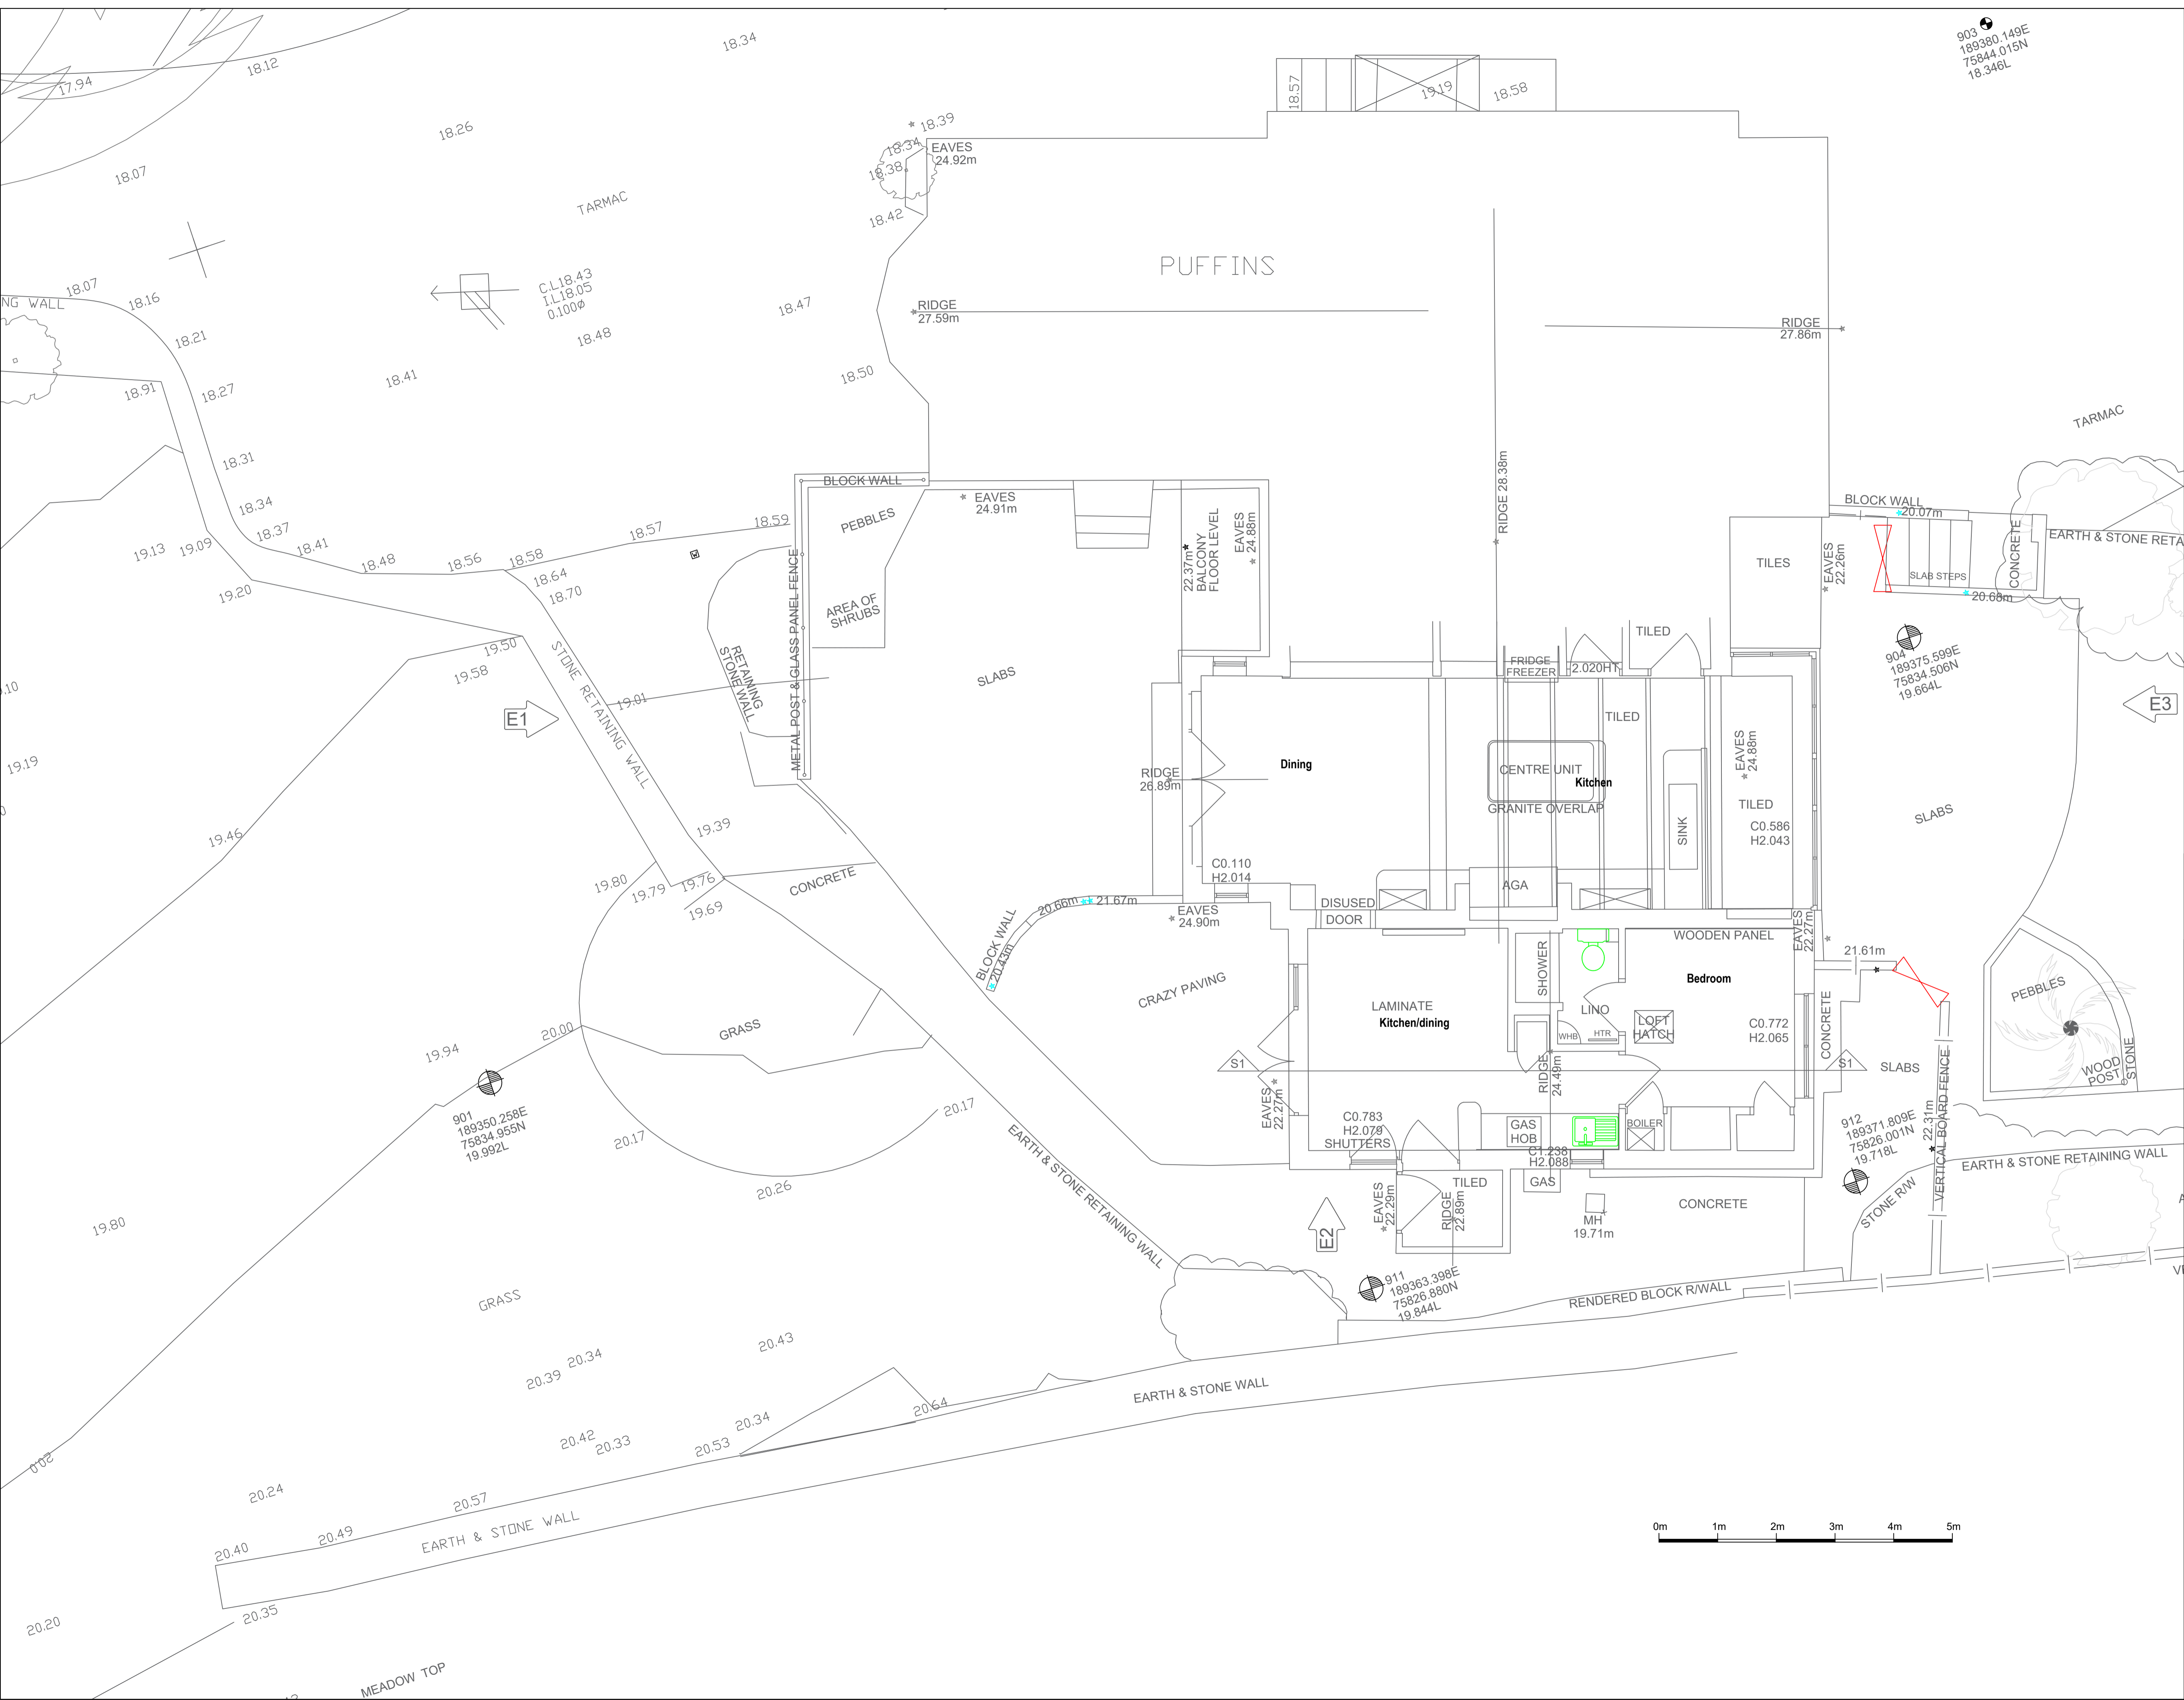 18.34
903
189380.149E
75844.015N
18.346L
17.94
18.12
18.57
19.19
18.58
18.26
18.39
18.34
18.38
EAVES
24.92m
18.07
TARMAC
18.42
PUFFINS
18.07
18.16
NG WALL
C.L18.43
I.L18.05
0.100ø
18.47
RIDGE
27.59m
RIDGE
27.86m
18.21
18.48
18.50
18.41
18.91
18.27
TARMAC
18.31
RIDGE 28.38m
BLOCK WALL
EAVES
24.91m
BLOCK WALL
20.07m
18.34
18.37
18.41
18.57
18.59
PEBBLES
22.37m
BALCONY
FLOOR LEVEL
EAVES
24.88m
EARTH & STONE RETA
CONCRETE
19.13
19.09
18.48
18.56
18.58
18.64
18.70
METAL POST & GLASS PANEL FENCE
TILES
EAVES
22.26m
SLAB STEPS
20.68m
19.20
AREA OF
SHRUBS
TILED
904
189375.599E
75834.506N
19.664L
19.50
19.58
STONE RETAINING WALL
RETAINING
STONE WALL
SLABS
FRIDGE
FREEZER
2.020HT
.10
19.01
E1
TILED
E3
19.19
RIDGE
26.89m
Dining
CENTRE UNIT
Kitchen
GRANITE OVERLAP
EAVES
24.88m
TILED
C0.586
H2.043
SINK
SLABS
19.46
19.39
C0.110
H2.014
19.80
19.79
19.76
19.69
CONCRETE
AGA
20.66m
21.67m
EAVES
24.90m
DISUSED
DOOR
BLOCK WALL
20.43m
WOODEN PANEL
EAVES
22.27m
21.61m
SHOWER
Bedroom
CRAZY PAVING
LAMINATE
Kitchen/dining
LINO
LOFT
HATCH
C0.772
H2.065
CONCRETE
PEBBLES
20.00
GRASS
WHB
HTR
19.94
S1
RIDGE
24.49m
S1
SLABS
WOOD
POST
STONE
901
189350.258E
75834.955N
19.992L
20.17
EAVES
22.27m
C0.783
H2.079
SHUTTERS
GAS
HOB
BOILER
912
189371.809E
75826.001N
19.718L
22.31m
VERTICAL BOARD FENCE
20.17
EARTH & STONE RETAINING WALL
C1.238
H2.088
EARTH & STONE RETAINING WALL
20.26
TILED
GAS
CONCRETE
STONE R/W
19.80
E2
EAVES
22.29m
RIDGE
22.89m
MH
19.71m
911
189363.398E
75826.880N
19.844L
RENDERED BLOCK R/WALL
GRASS
20.43
20.34
20.39
EARTH & STONE WALL
20.64
20.34
20.42
20.33
20.53
20.24
20.57
20.49
EARTH & STONE WALL
20.40
0m 1m 2m 3m 4m 5m
20.35
20.20
MEADOW TOP